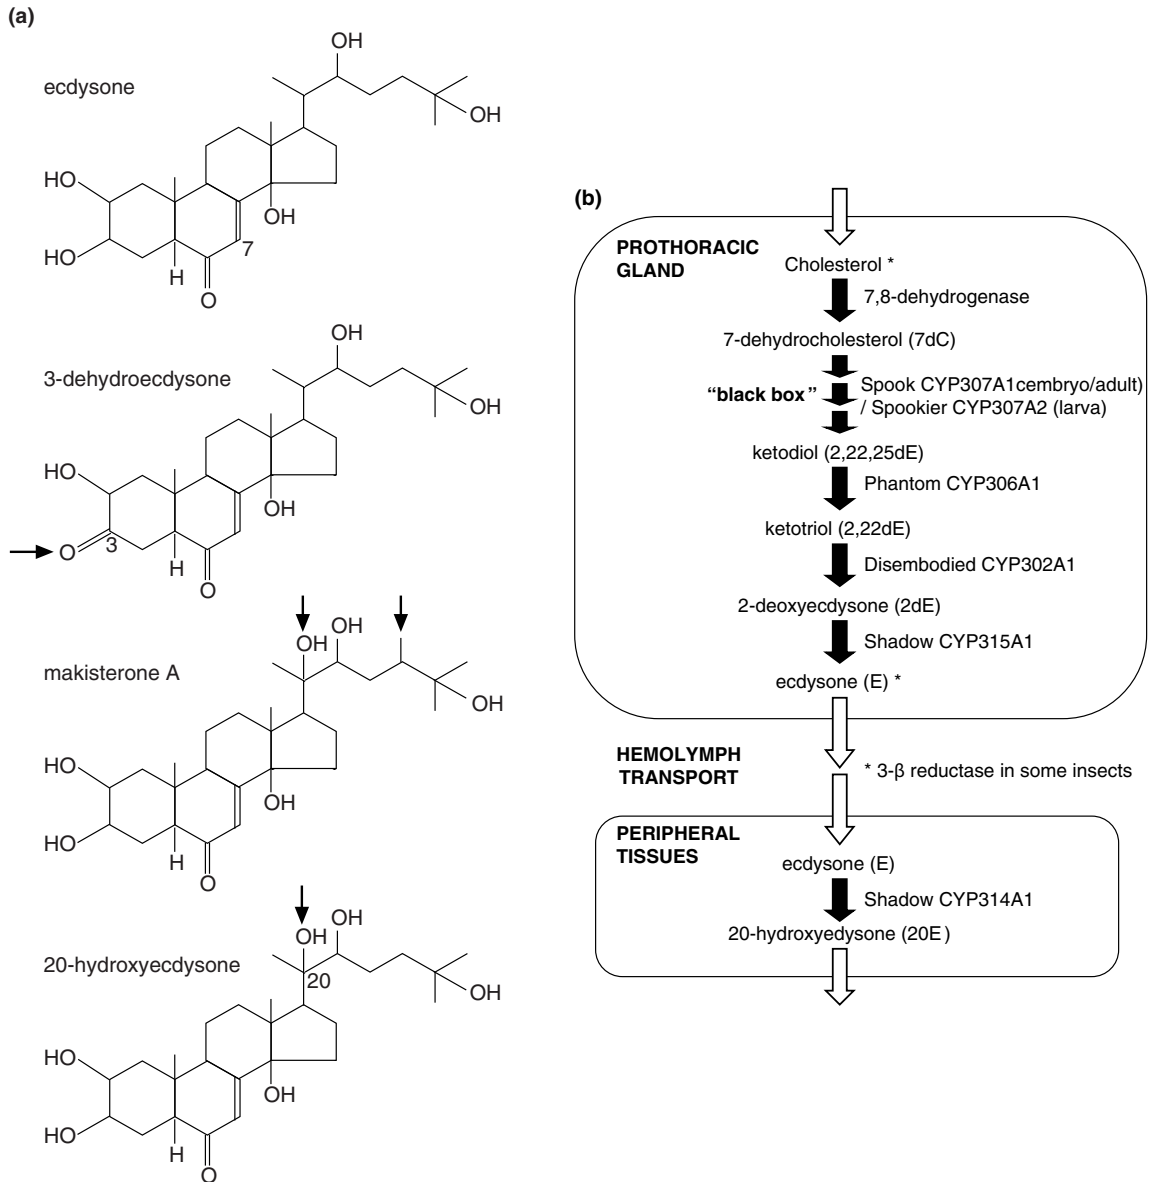 (a)
OH
ecdysone
OH
HO
OH
HO
7
H
O
OH
3-dehydroecdysone
OH
HO
OH
O
3
H
O
OH
OH
makisterone A
OH
HO
OH
HO
H
O
OH
OH
20-hydroxyecdysone
20
OH
HO
OH
HO
H
O
(b)
PROTHORACIC
GLAND
Cholesterol *
7,8-dehydrogenase
7-dehydrocholesterol (7dC)
“black box”
Spook CYP307A1cembryo/adult)
/ Spookier CYP307A2 (larva)
ketodiol (2,22,25dE)
Phantom CYP306A1
ketotriol (2,22dE)
Disembodied CYP302A1
2-deoxyecdysone (2dE)
Shadow CYP315A1
ecdysone (E) *
HEMOLYMPH
TRANSPORT
* 3-β reductase in some insects
PERIPHERAL
TISSUES
ecdysone (E)
Shadow CYP314A1
20-hydroxyedysone (20E)